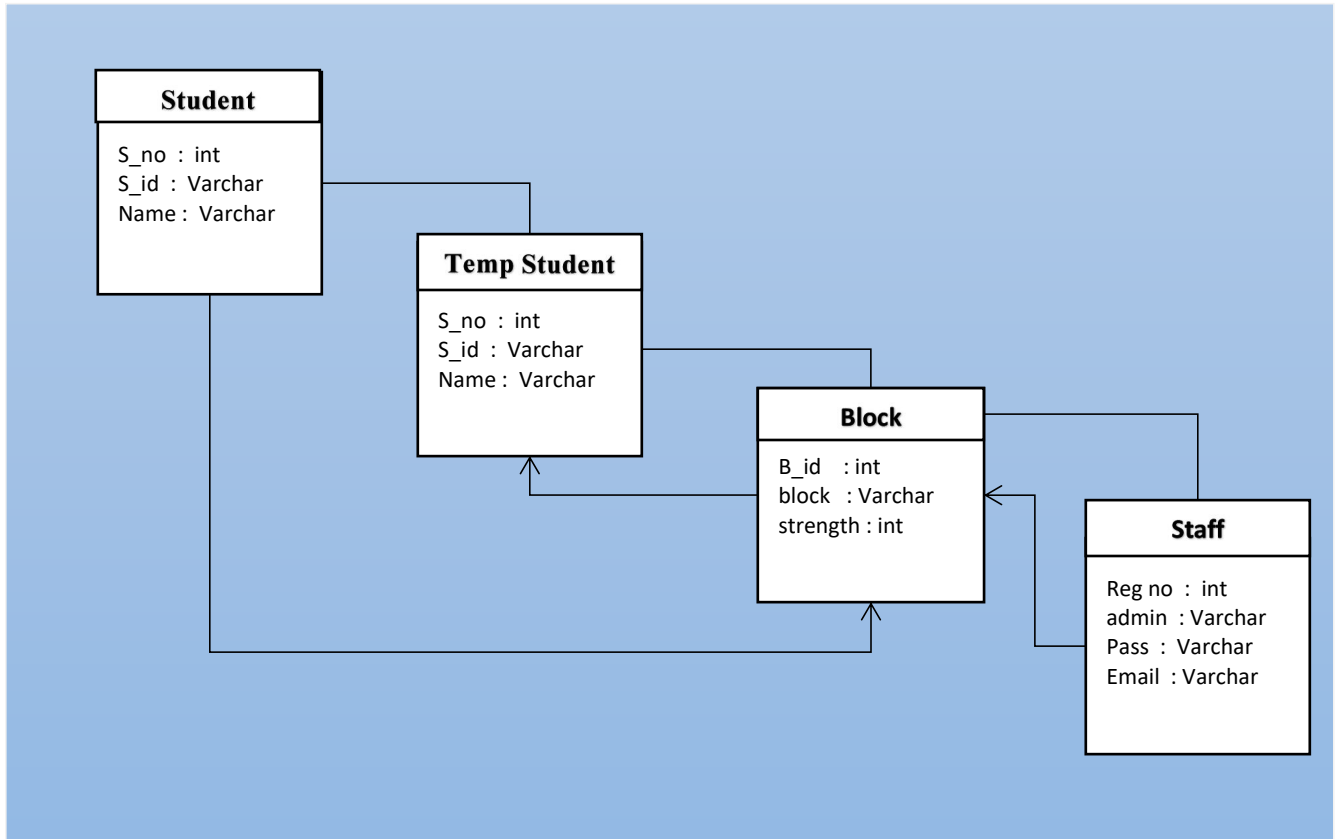 Student
S_no : int
S_id : Varchar
Name : Varchar
Temp Student
S_no : int
S_id : Varchar
Name : Varchar
Block
B_id : int
block : Varchar
strength : int
Staff
Reg no : int
admin : Varchar
Pass : Varchar
Email : Varchar